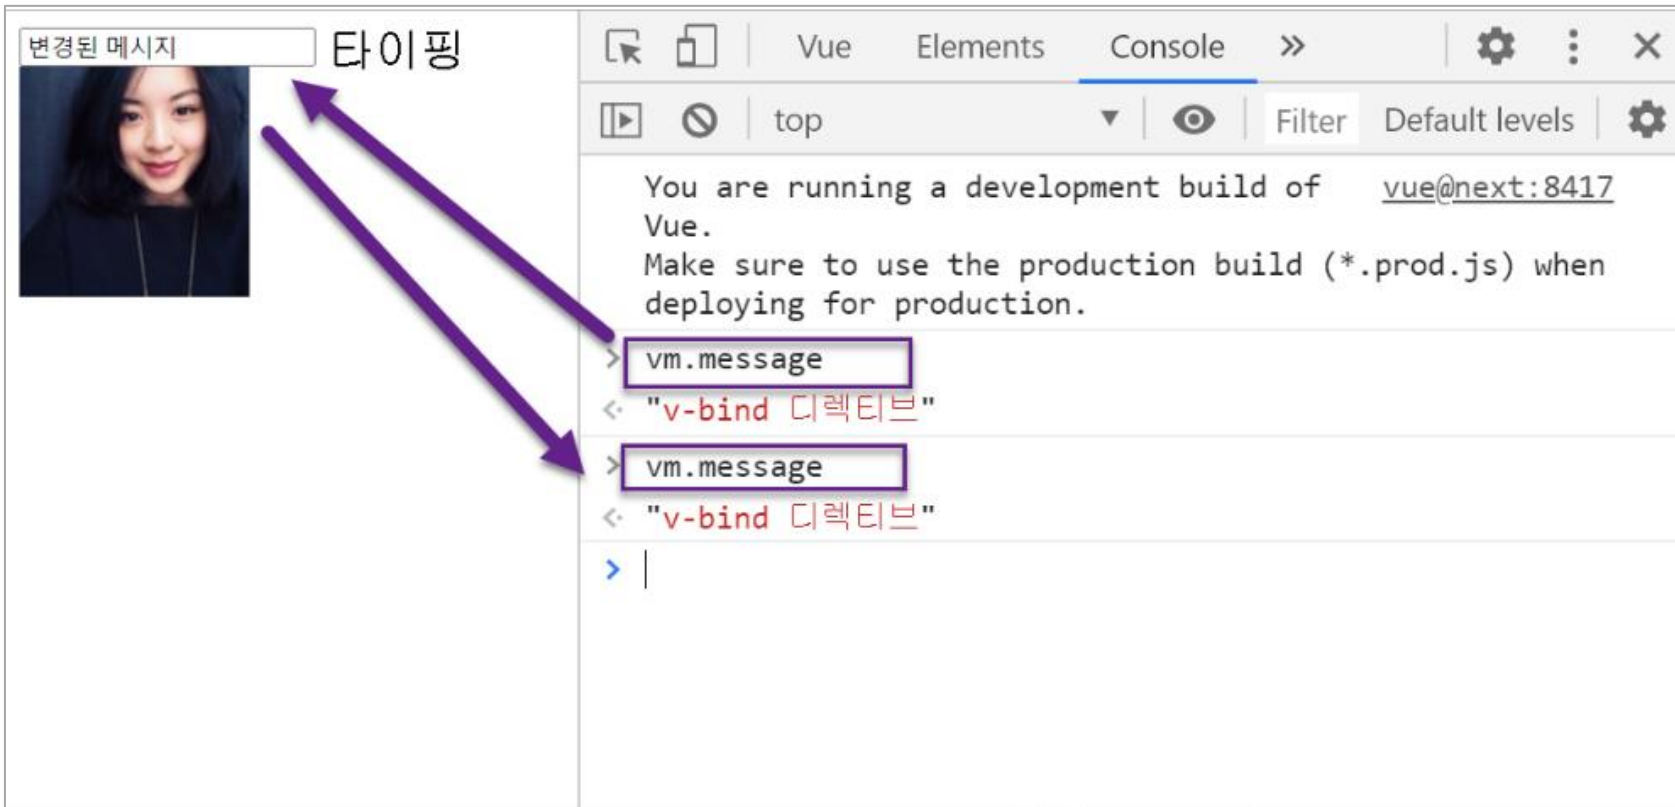 변경된 메시지 타이핑
Vue Elements Console »
top Filter Default levels
You are running a development build of vue@next:8417
Vue.
Make sure to use the production build (*.prod.js) when
deploying for production.
> vm.message
"v-bind 디렉티브"
> vm.message
"v-bind 디렉티브"
>